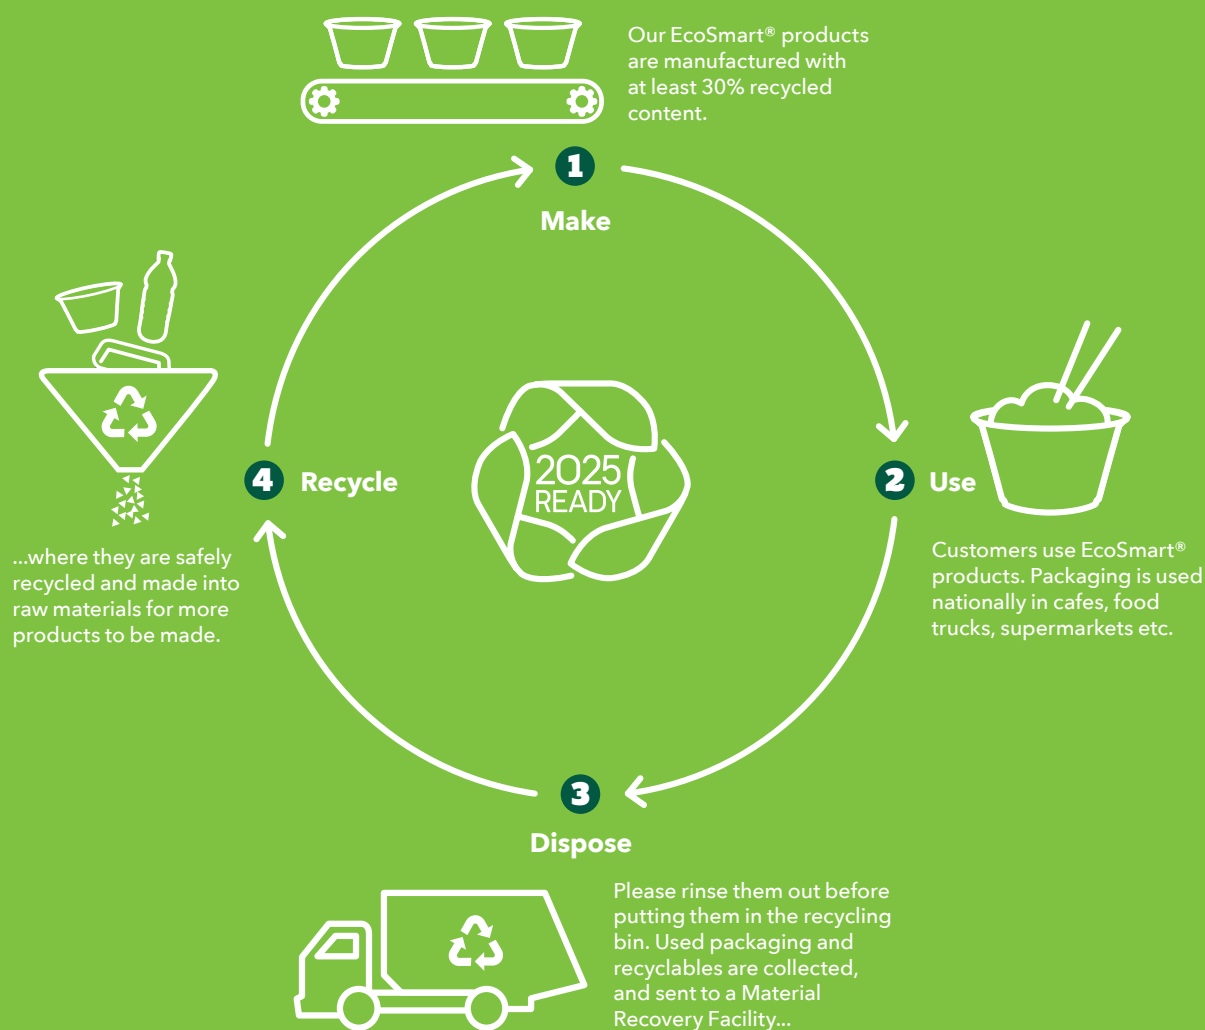 Our EcoSmart® products
are manufactured with
at least 30% recycled
content.
1
Make
2 Use
Customers use EcoSmart®
products. Packaging is used
nationally in cafes, food
trucks, supermarkets etc.
3
Dispose
Please rinse them out before
putting them in the recycling
bin. Used packaging and
recyclables are collected,
and sent to a Material
Recovery Facility...
4 Recycle
...where they are safely
recycled and made into
raw materials for more
products to be made.
2025
READY